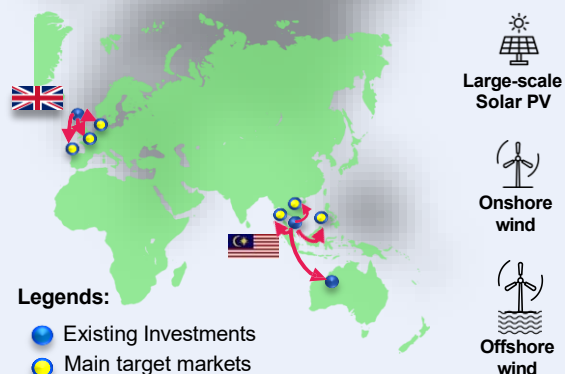 Large-scale
Solar PV
Onshore
wind
Legends:
Existing Investments
Main target markets
Offshore
wind